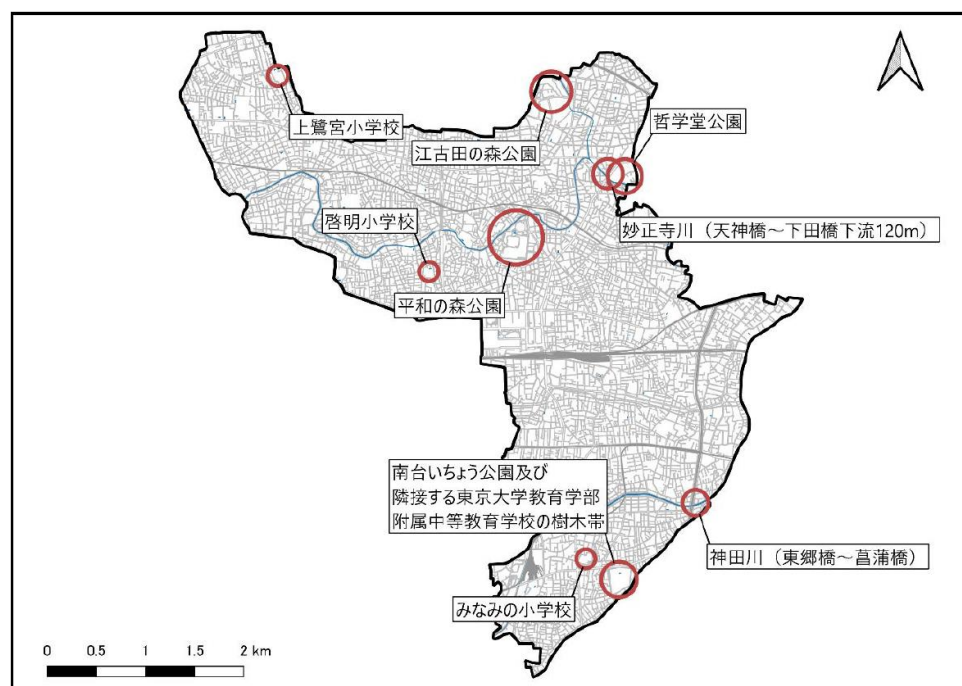 上鷺宮小学校
江古田の森公園
哲学堂公園
啓明小学校
妙正寺川（天神橋～下田橋下流120m）
平和の森公園
南台いちょう公園及び
隣接する東京大学教育学部
附属中等教育学校の樹木帯
神田川（東郷橋～菖蒲橋）
みなみの小学校
0 0.5 1 1.5 2 km